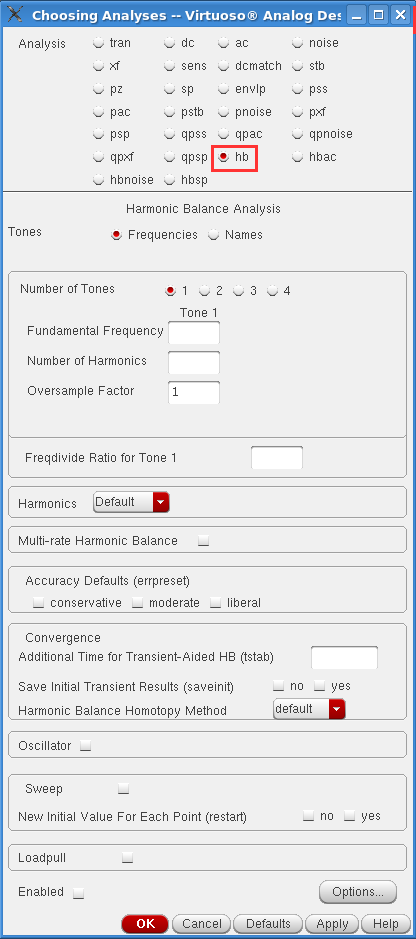 Choosing Analyses -- Virtuoso® Analog Des
Analysis tran dc ac noise
xf sens dcmatch stb
pz sp envlp pss
pac pstb pnoise pxf
psp qpss qpac qpnoise
qpxf qpsp hb hbac
hbnoise hbsp
Harmonic Balance Analysis
Tones Frequencies Names
Number of Tones 1 2 3 4
Tone 1
Fundamental Frequency
Number of Harmonics
Oversample Factor 1
Freqdivide Ratio for Tone 1
Harmonics Default
Multi-rate Harmonic Balance
Accuracy Defaults (errpreset)
conservative moderate liberal
Convergence
Additional Time for Transient-Aided HB (tstab)
Save Initial Transient Results (saveinit) no yes
Harmonic Balance Homotopy Method default
Oscillator
Sweep
New Initial Value For Each Point (restart) no yes
Loadpull
Enabled Options...
OK Cancel Defaults Apply Help